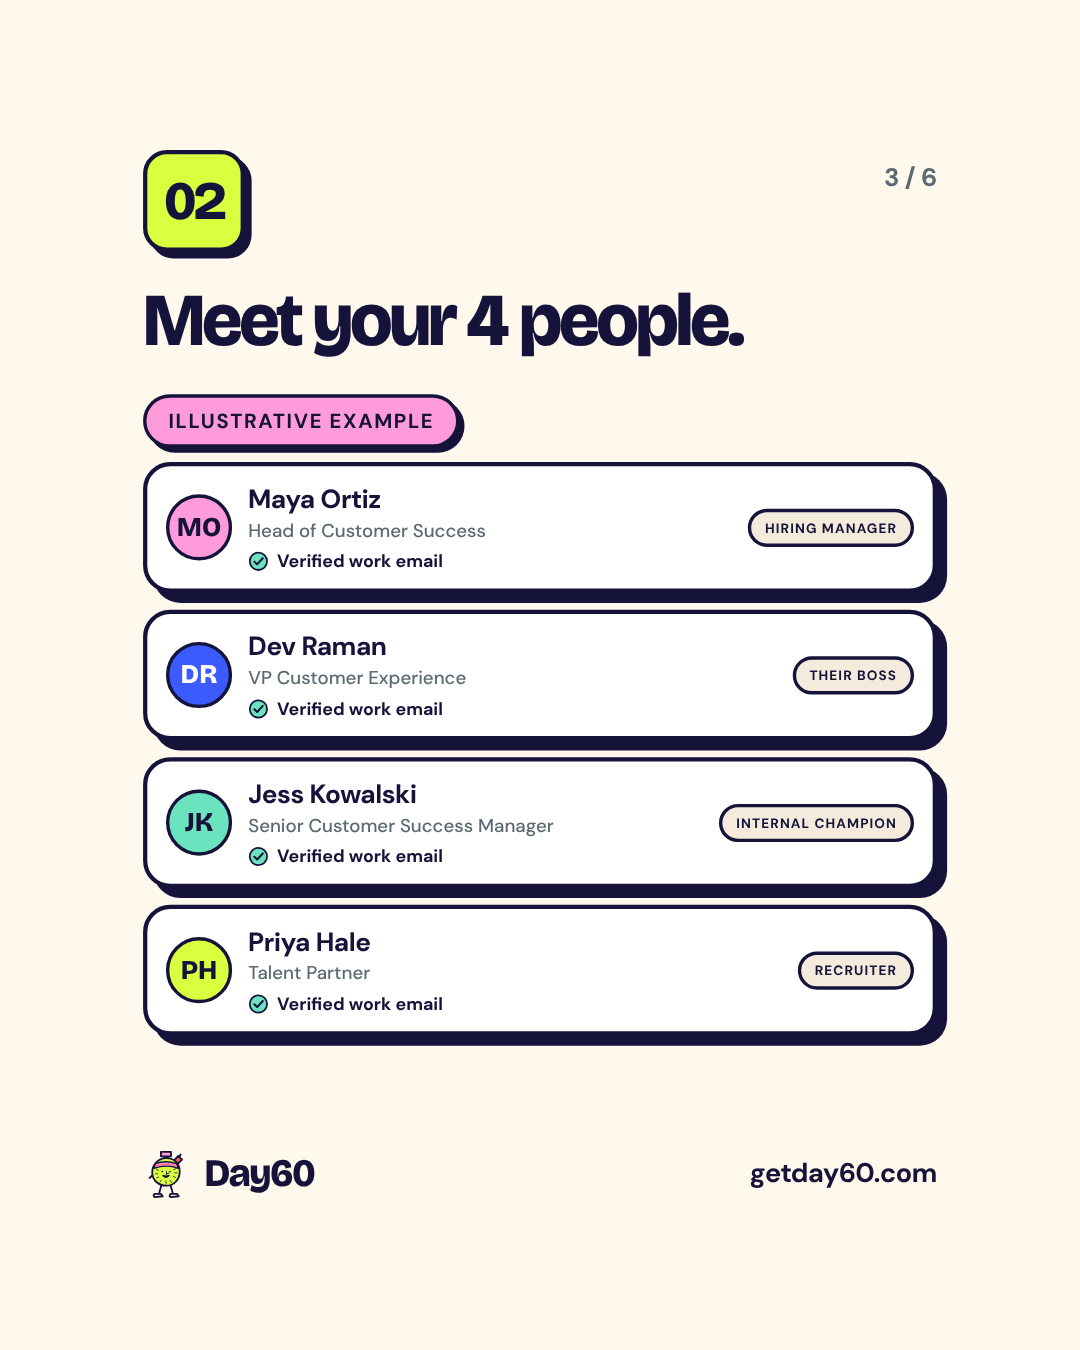 02
3 / 6
Meet your 4 people.
ILLUSTRATIVE EXAMPLE
MO
Maya Ortiz
Head of Customer Success
Verified work email
HIRING MANAGER
DR
Dev Raman
VP Customer Experience
Verified work email
THEIR BOSS
JK
Jess Kowalski
Senior Customer Success Manager
Verified work email
INTERNAL CHAMPION
PH
Priya Hale
Talent Partner
Verified work email
RECRUITER
Day60
getday60.com